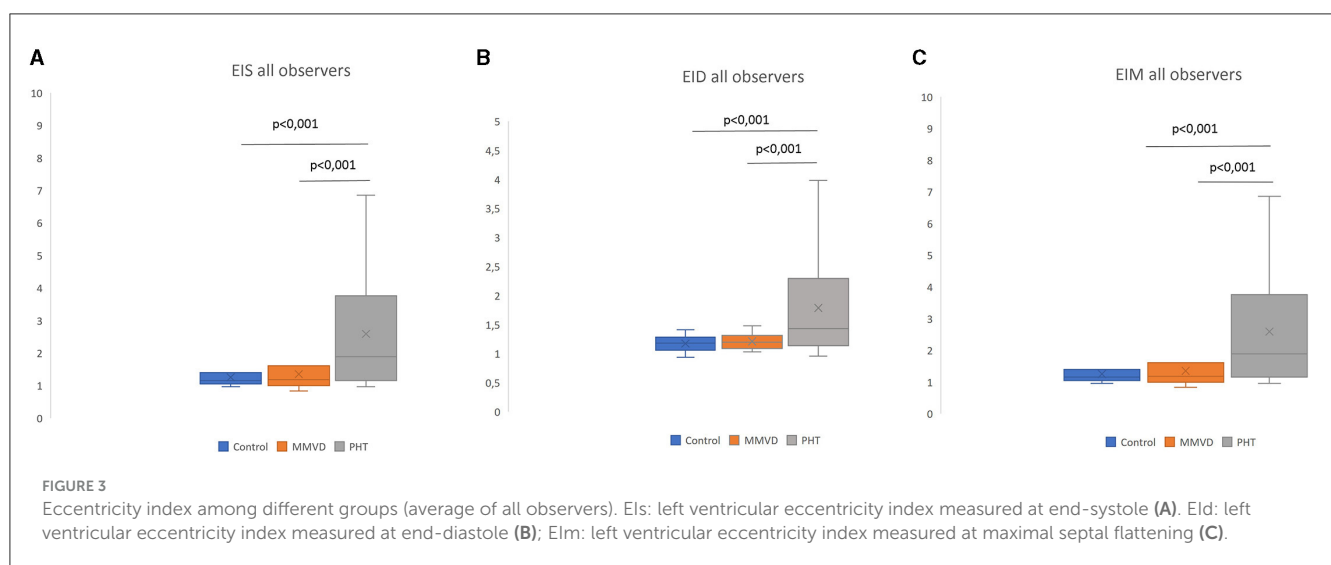 A
EIS all observers
10
9
8
7
6
5
4
3
2
1
0
p<0,001
p<0,001
Control MMVD PHT
B
EID all observers
5
4,5
4
3,5
3
2,5
2
1,5
1
0,5
0
p<0,001
p<0,001
Control MMVD PHT
C
EIM all observers
10
9
8
7
6
5
4
3
2
1
0
p<0,001
p<0,001
Control MMVD PHT
FIGURE 3
Eccentricity index among different groups (average of all observers). EIs: left ventricular eccentricity index measured at end-systole (A). EId: left
ventricular eccentricity index measured at end-diastole (B); EIm: left ventricular eccentricity index measured at maximal septal flattening (C).